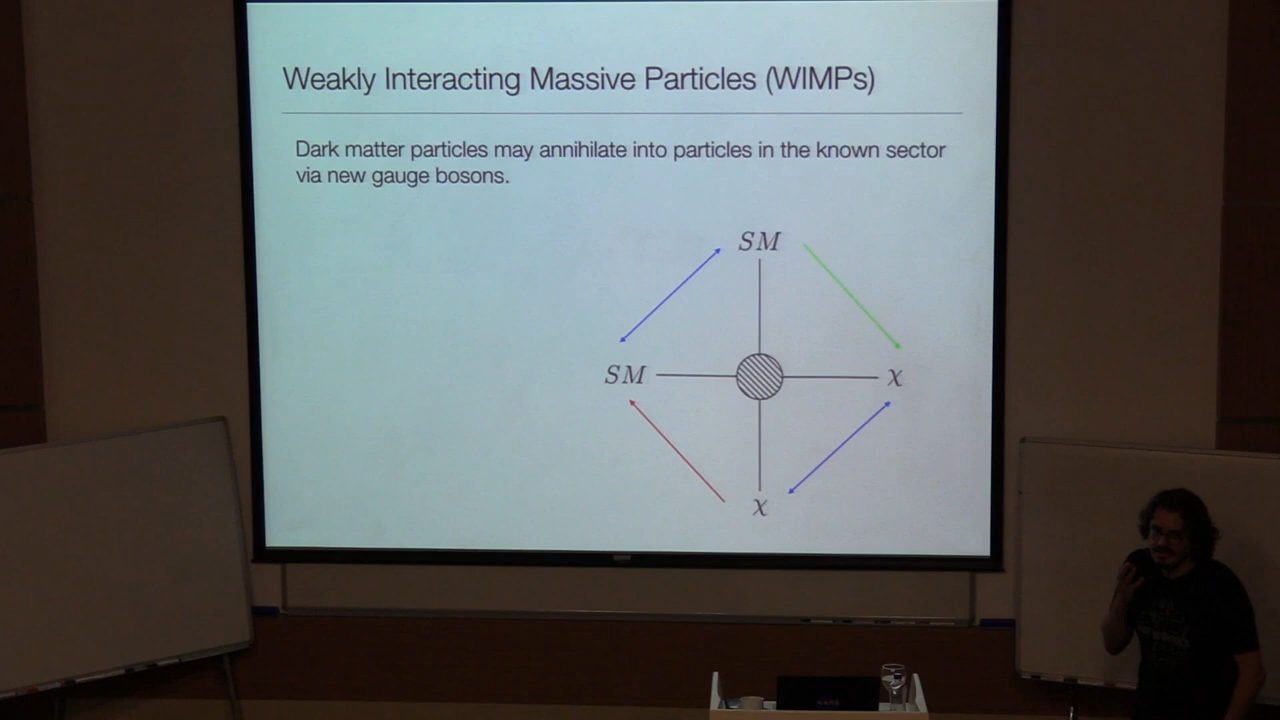 Weakly Interacting Massive Particles (WIMPs)
Dark matter particles may annihilate into particles in the known sector
via new gauge bosons.
SM
SM
χ
χ